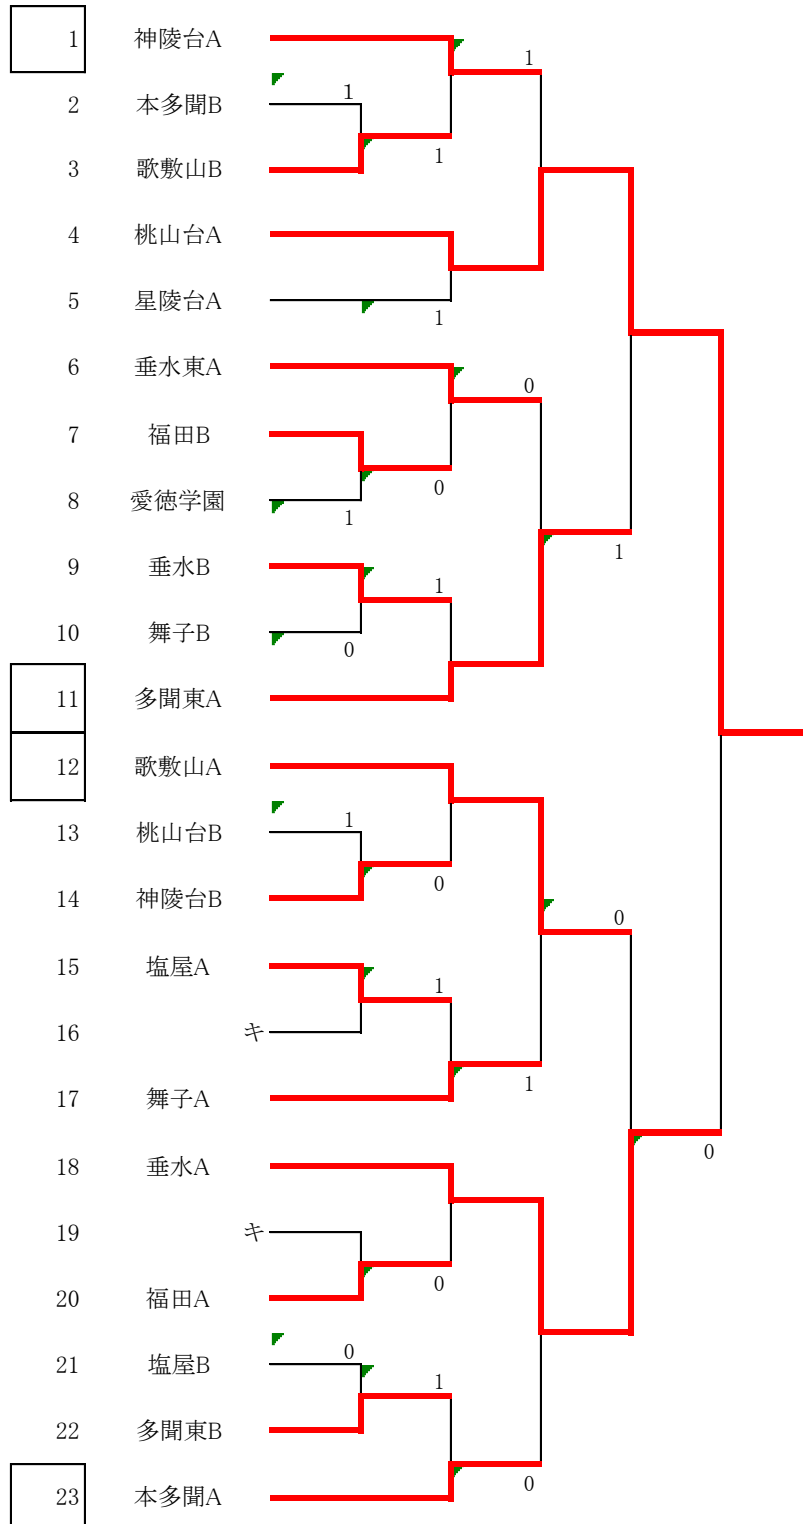 1 神陵台A
1
2 本多聞B 1
3 歌敷山B 1
4 桃山台A
5 星陵台A 1
6 垂水東A 0
7 福田B 0
8 愛徳学園 1
1
9 垂水B 1
10 舞子B 0
11 多聞東A
12 歌敷山A
13 桃山台B 1
14 神陵台B 0
0
15 塩屋A 1
16 キ
17 舞子A 1
0
18 垂水A
19 キ
20 福田A 0
21 塩屋B 0
1
22 多聞東B
23 本多聞A 0